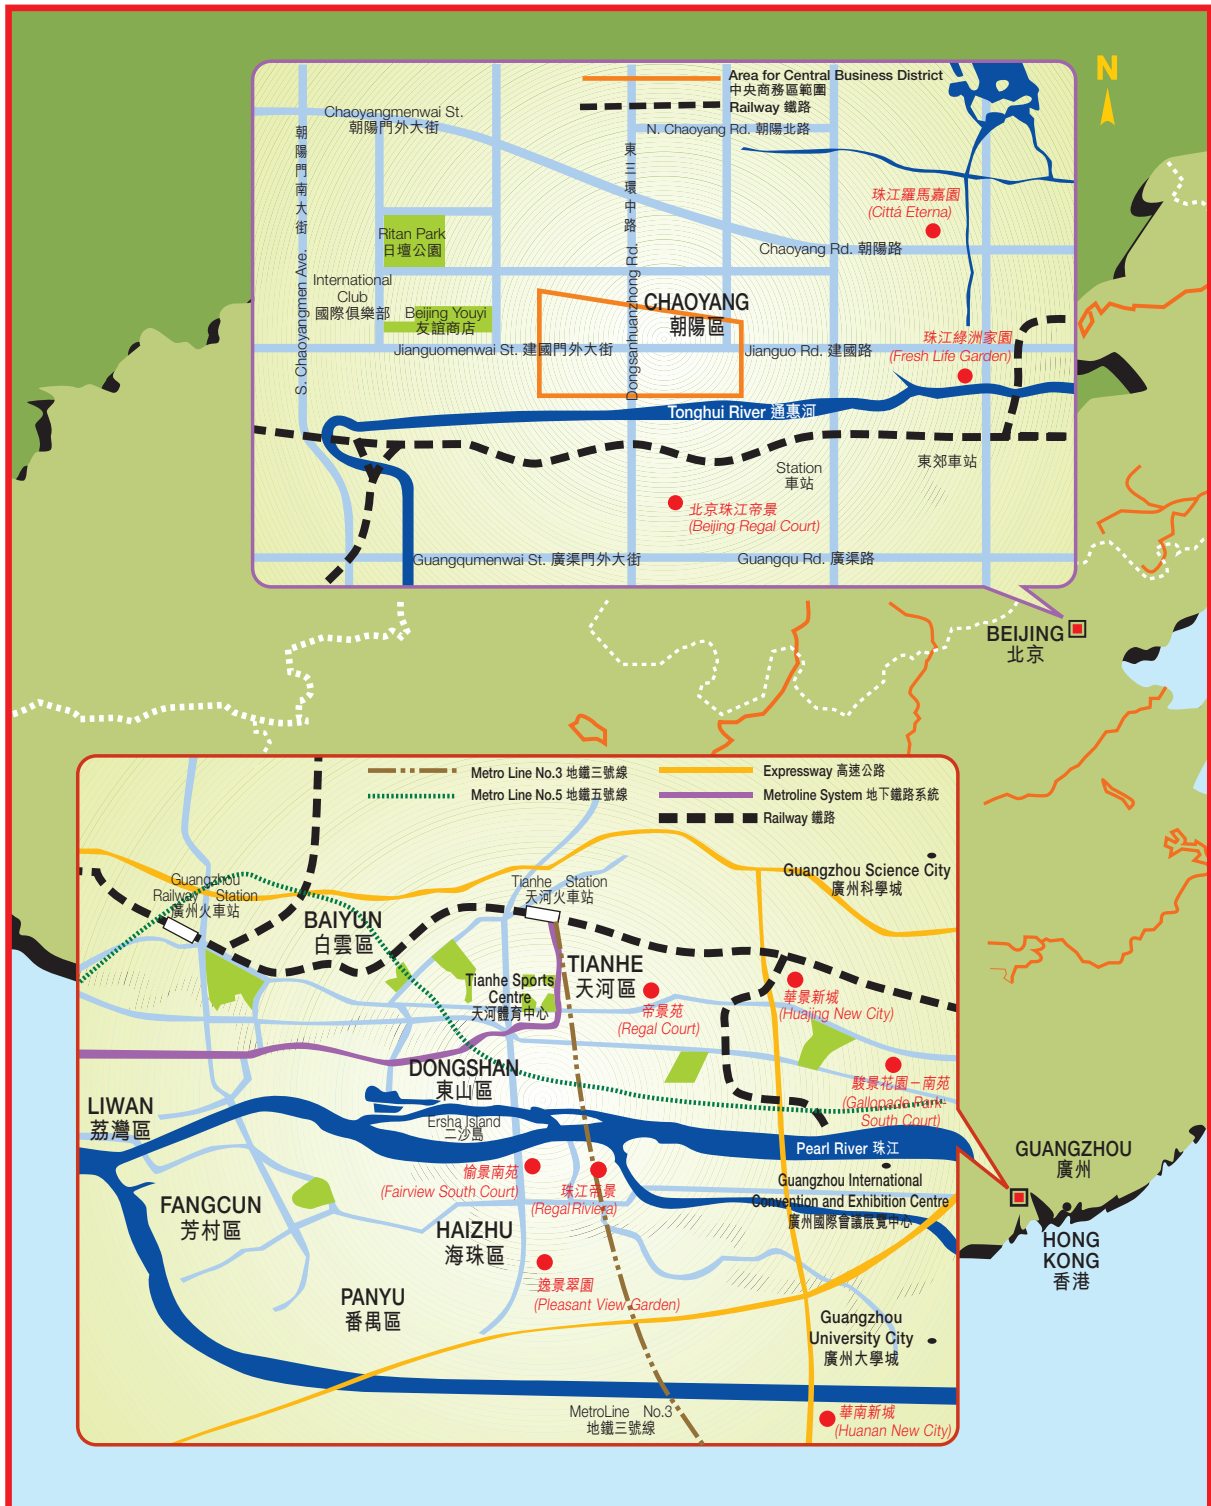 N
Area for Central Business District
中央商務區範圍
Railway 鐵路
Chaoyangmenwai St.
朝陽門外大街
N. Chaoyang Rd. 朝陽北路
朝陽門南大街
S. Chaoyangmen Ave.
東三環中路
Dongsanhuanzhong Rd.
珠江羅馬嘉園
(Cittá Eterna)
Ritan Park
日壇公園
Chaoyang Rd. 朝陽路
International
Club
國際俱樂部
Beijing Youyi
友誼商店
CHAOYANG
朝陽區
Jianguomenwai St. 建國門外大街
Jianguo Rd. 建國路
珠江綠洲家園
(Fresh Life Garden)
Tonghui River 通惠河
Station
車站
東郊車站
北京珠江帝景
(Beijing Regal Court)
Guangqumenwai St. 廣渠門外大街
Guangqu Rd. 廣渠路
BEIJING
北京
Metro Line No.3 地鐵三號線
Metro Line No.5 地鐵五號線
Expressway 高速公路
Metroline System 地下鐵路系統
Railway 鐵路
Guangzhou
Railway Station
廣州火車站
Tianhe Station
天河火車站
Guangzhou Science City
廣州科學城
BAIYUN
白雲區
TIANHE
天河區
Tianhe Sports
Centre
天河體育中心
帝景苑
(Regal Court)
華景新城
(Huajing New City)
DONGSHAN
東山區
駿景花園－南苑
(Gallopade Park-
South Court)
LIWAN
荔灣區
Ersha Island
二沙島
Pearl River 珠江
GUANGZHOU
廣州
愉景南苑
(Fairview South Court)
珠江帝景
(Regal Riviera)
Guangzhou International
Convention and Exhibition Centre
廣州國際會議展覽中心
FANGCUN
芳村區
HAIZHU
海珠區
HONG
KONG
香港
逸景翠園
(Pleasant View Garden)
PANYU
番禺區
Guangzhou
University City
廣州大學城
MetroLine No.3
地鐵三號線
華南新城
(Huanan New City)